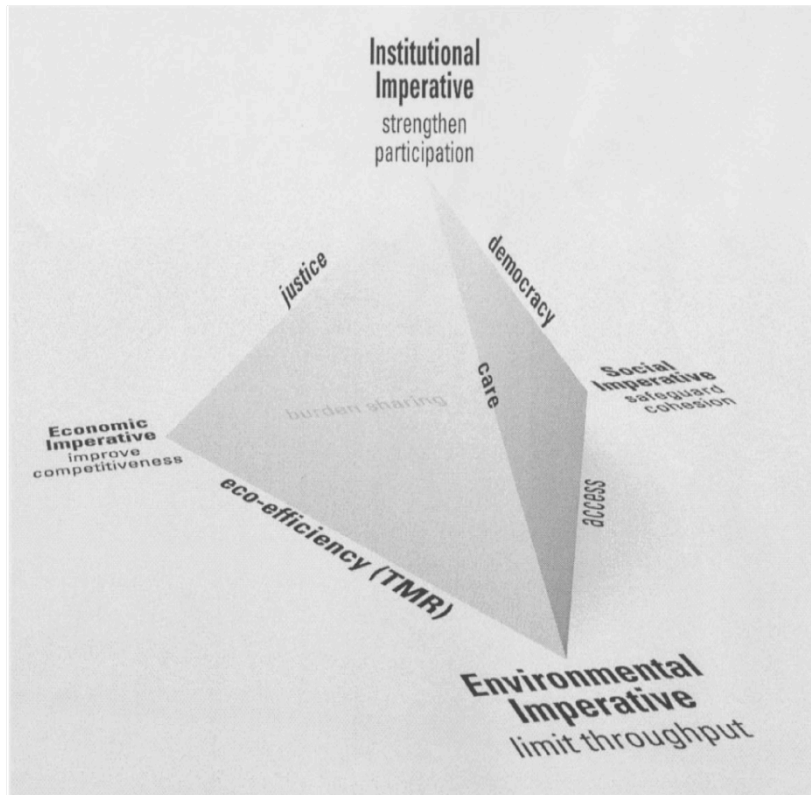 Institutional
Imperative
strengthen
participation
justice
democracy
care
burden sharing
Social
Imperative
safeguard
cohesion
Economic
Imperative
improve
competitiveness
eco-efficiency (TMR)
access
Environmental
Imperative
limit throughput